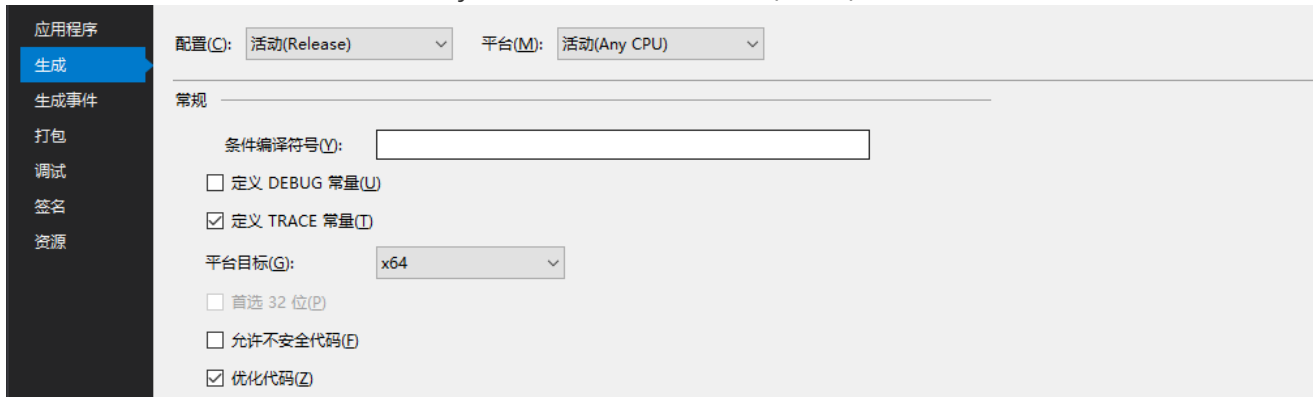 应用程序
生成
生成事件
打包
调试
签名
资源
配置(C): 活动(Release) 平台(M): 活动(Any CPU)
常规
条件编译符号(Y):
定义 DEBUG 常量(U)
定义 TRACE 常量(T)
平台目标(G): x64
首选 32 位(P)
允许不安全代码(F)
优化代码(Z)